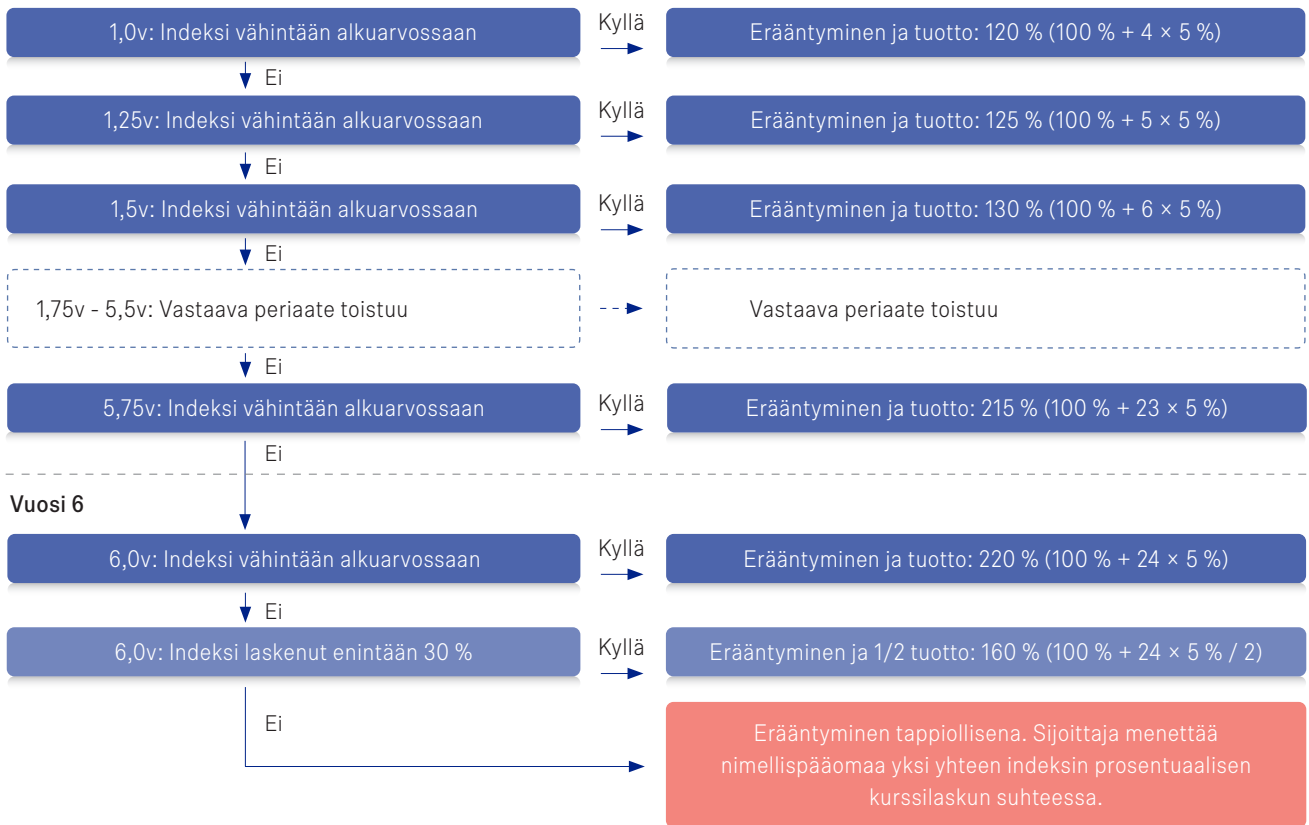 1,0v: Indeksi vähintään alkuarvossaan
Kyllä
Erääntyminen ja tuotto: 120 % (100 % + 4 × 5 %)
Ei
1,25v: Indeksi vähintään alkuarvossaan
Kyllä
Erääntyminen ja tuotto: 125 % (100 % + 5 × 5 %)
Ei
1,5v: Indeksi vähintään alkuarvossaan
Kyllä
Erääntyminen ja tuotto: 130 % (100 % + 6 × 5 %)
Ei
1,75v - 5,5v: Vastaava periaate toistuu
Vastaava periaate toistuu
Ei
5,75v: Indeksi vähintään alkuarvossaan
Kyllä
Erääntyminen ja tuotto: 215 % (100 % + 23 × 5 %)
Ei
Vuosi 6
6,0v: Indeksi vähintään alkuarvossaan
Kyllä
Erääntyminen ja tuotto: 220 % (100 % + 24 × 5 %)
Ei
6,0v: Indeksi laskenut enintään 30 %
Kyllä
Erääntyminen ja 1/2 tuotto: 160 % (100 % + 24 × 5 % / 2)
Ei
Erääntyminen tappiollisena. Sijoittaja menettää
nimellispääomaa yksi yhteen indeksin prosentuaalisen
kurssilaskun suhteessa.